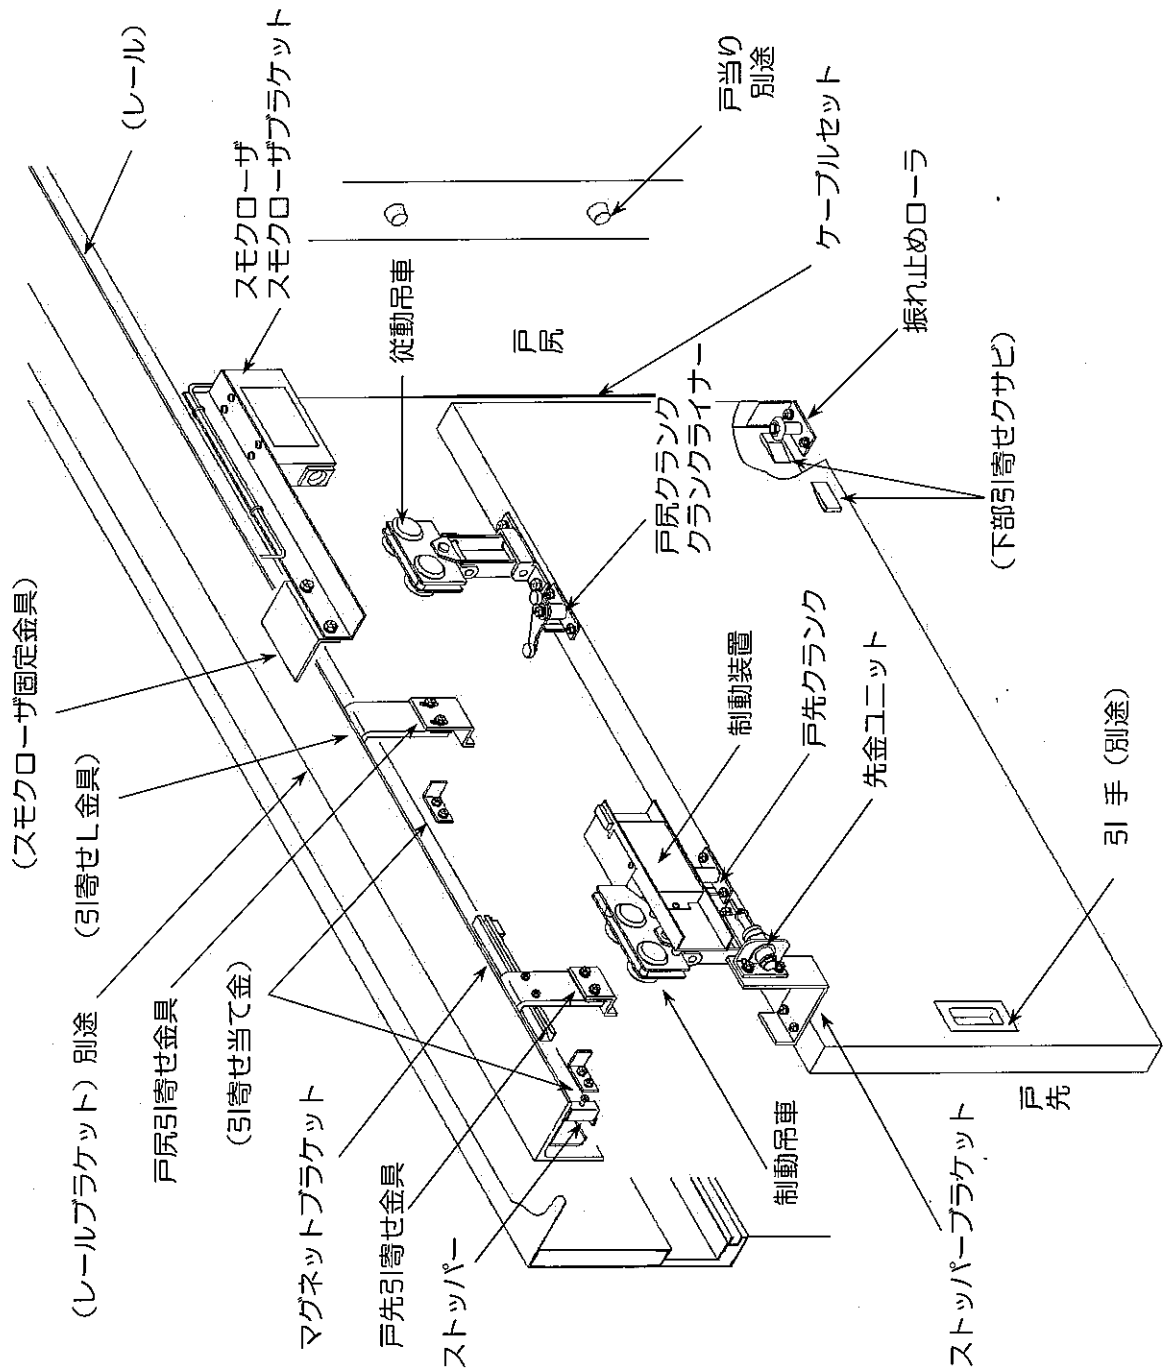 (スモクローザ固定金具)
(引寄せL金具)
(レールブラケット) 別途
戸尻引寄せ金具
(引寄せ当て金)
マグネットブラケット
戸先引寄せ金具
ストッパー
(レール)
スモクローザ
スモクローザブラケット
従動吊車
戸当り
別途
戸尻
ケーブルセット
戸尻クランク
クランクライナー
振れ止めローラ
(下部引寄せクサビ)
制動装置
戸先クランク
先金ユニット
引 手 (別途)
制動吊車
戸先
ストッパーブラケット